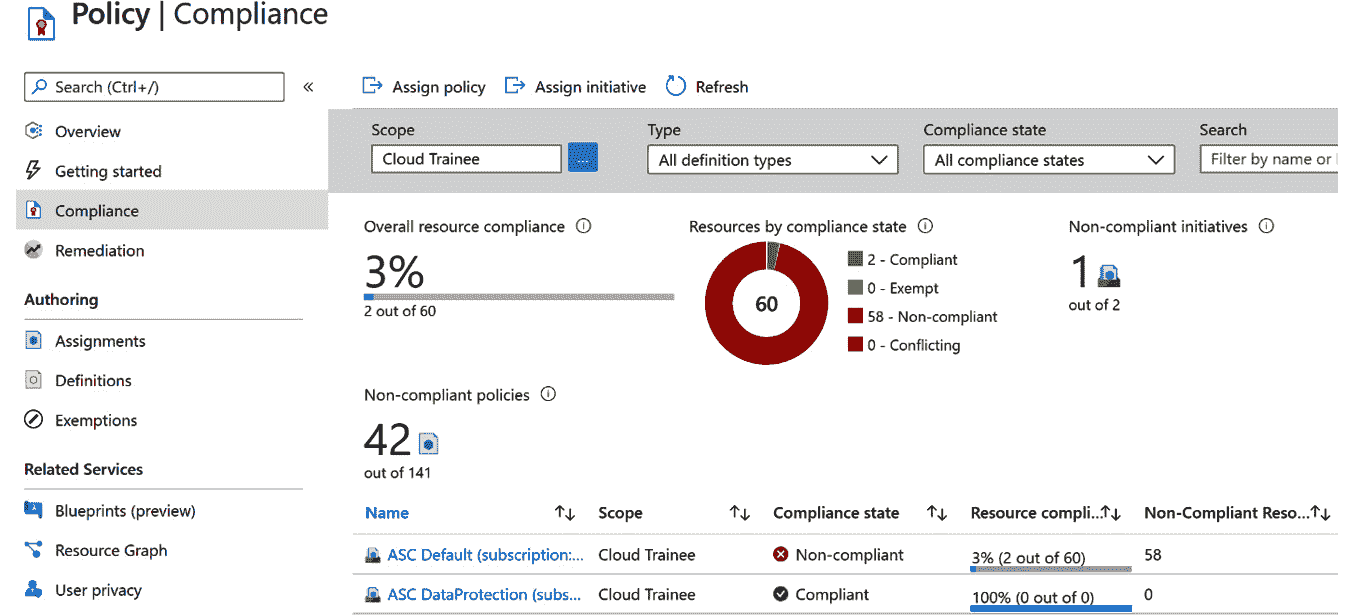 Policy | Compliance
Search (Ctrl+/)
«
Overview
Getting started
Compliance
Remediation
Authoring
Assignments
Definitions
Exemptions
Related Services
Blueprints (preview)
Resource Graph
User privacy
Assign policy Assign initiative Refresh
Scope Type Compliance state Search
Cloud Trainee ... All definition types All compliance states Filter by name or
Overall resource compliance
3%
2 out of 60
Resources by compliance state
60
2 - Compliant
0 - Exempt
58 - Non-compliant
0 - Conflicting
Non-compliant initiatives
1
out of 2
Non-compliant policies
42
out of 141
Name Scope Compliance state Resource compli... Non-Compliant Reso...
ASC Default (subscription:... Cloud Trainee Non-compliant 3% (2 out of 60) 58
ASC DataProtection (subs... Cloud Trainee Compliant 100% (0 out of 0) 0